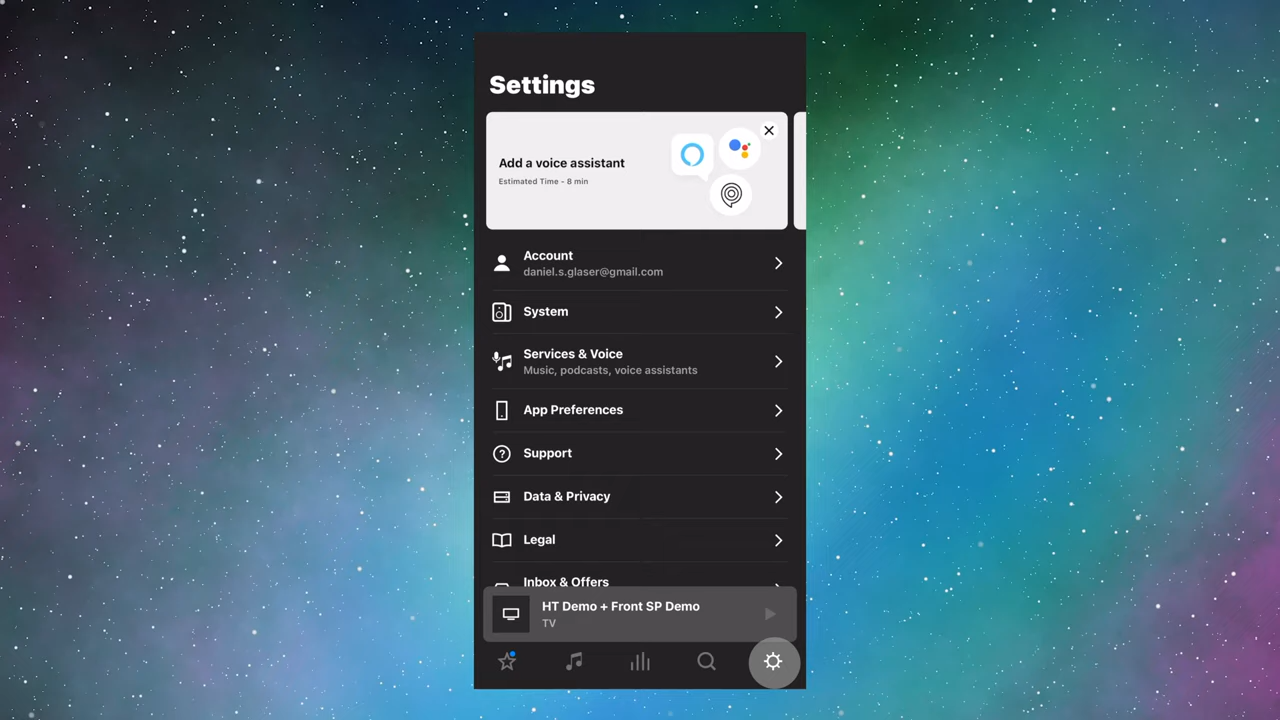 Settings
Add a voice assistant
Estimated Time - 8 min
Account
daniel.s.glaser@gmail.com
System
Services & Voice
Music, podcasts, voice assistants
App Preferences
Support
Data & Privacy
Legal
Inbox & Offers
HT Demo + Front SP Demo
TV